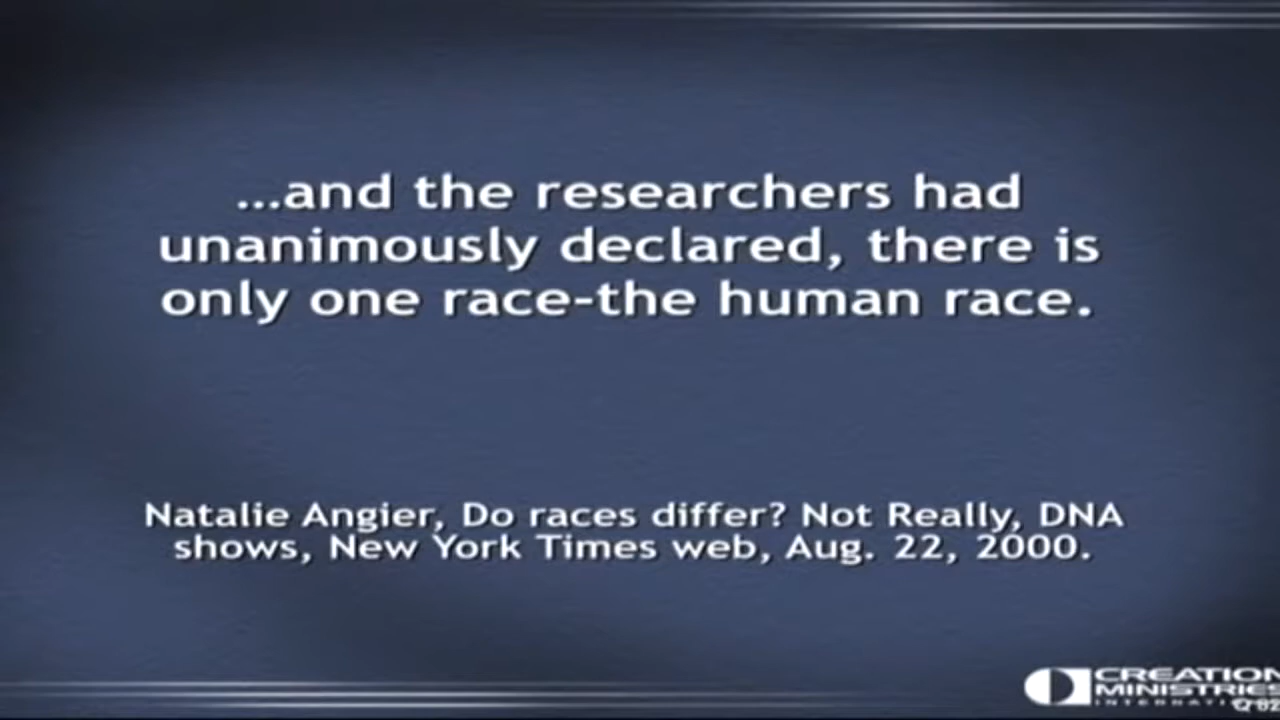 ...and the researchers had
unanimously declared, there is
only one race-the human race.
Natalie Angier, Do races differ? Not Really, DNA
shows, New York Times web, Aug. 22, 2000.
CREATION
MINISTRIES
INTERNATI